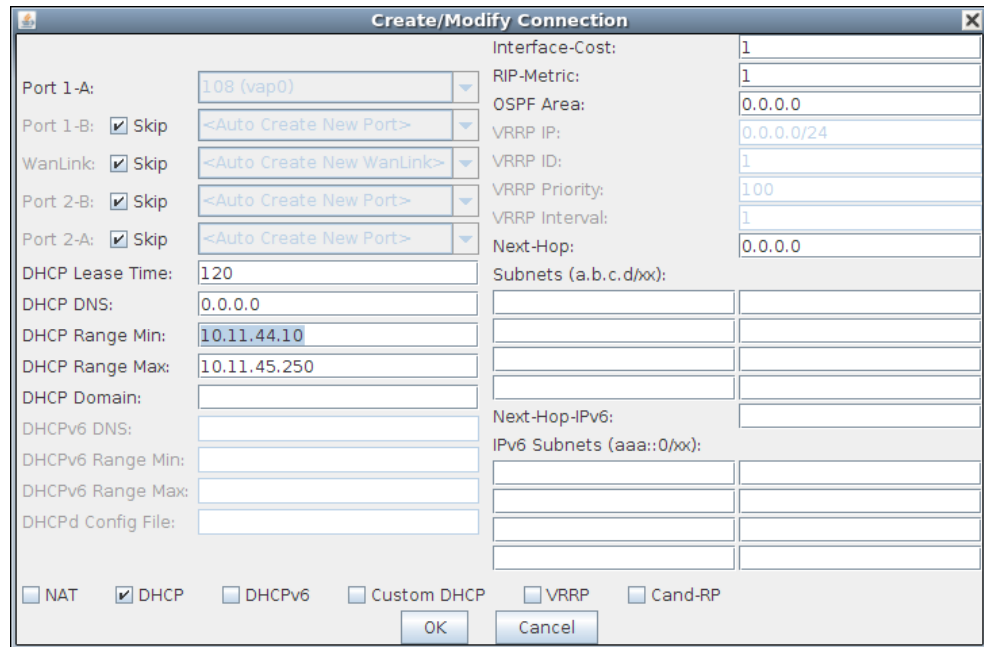 Create/Modify Connection
Port 1-A: 108 (vap0)
Port 1-B: Skip <Auto Create New Port>
WanLink: Skip <Auto Create New WanLink>
Port 2-B: Skip <Auto Create New Port>
Port 2-A: Skip <Auto Create New Port>
DHCP Lease Time: 120
DHCP DNS: 0.0.0.0
DHCP Range Min: 10.11.44.10
DHCP Range Max: 10.11.45.250
DHCP Domain:
DHCPv6 DNS:
DHCPv6 Range Min:
DHCPv6 Range Max:
DHCPd Config File:
Interface-Cost: 1
RIP-Metric: 1
OSPF Area: 0.0.0.0
VRRP IP: 0.0.0.0/24
VRRP ID: 1
VRRP Priority: 100
VRRP Interval: 1
Next-Hop: 0.0.0.0
Subnets (a.b.c.d/xx):
Next-Hop-IPv6:
IPv6 Subnets (aaa::0/xx):
NAT DHCP DHCPv6 Custom DHCP VRRP Cand-RP
OK Cancel